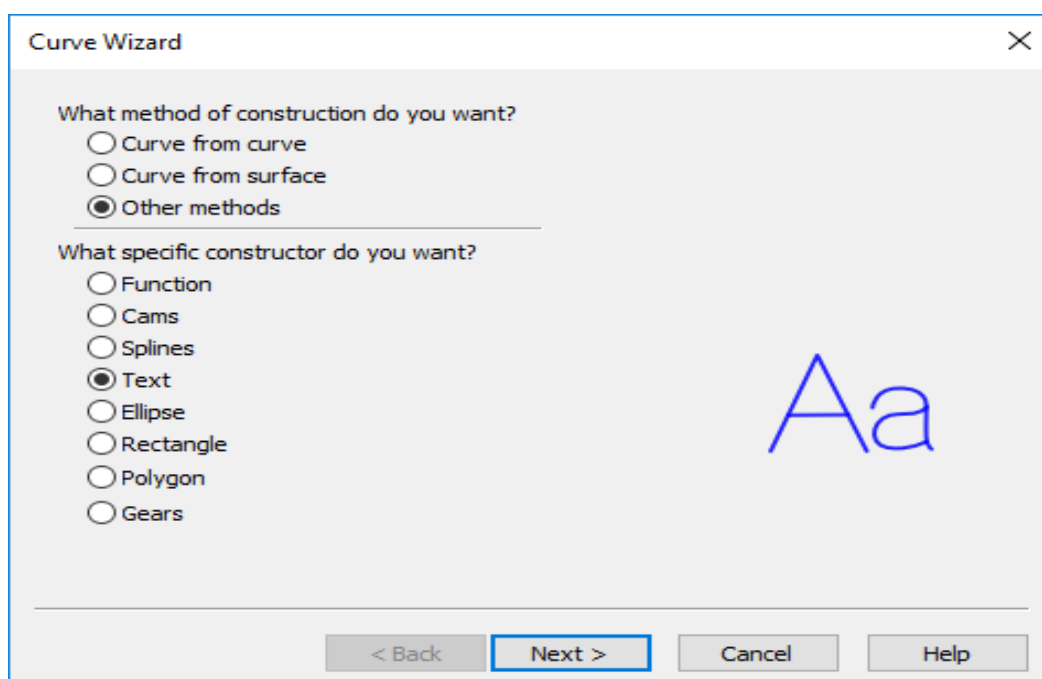 Curve Wizard
What method of construction do you want?
Curve from curve
Curve from surface
Other methods
What specific constructor do you want?
Function
Cams
Splines
Text
Ellipse
Rectangle
Polygon
Gears
Aa
< Back Next > Cancel Help